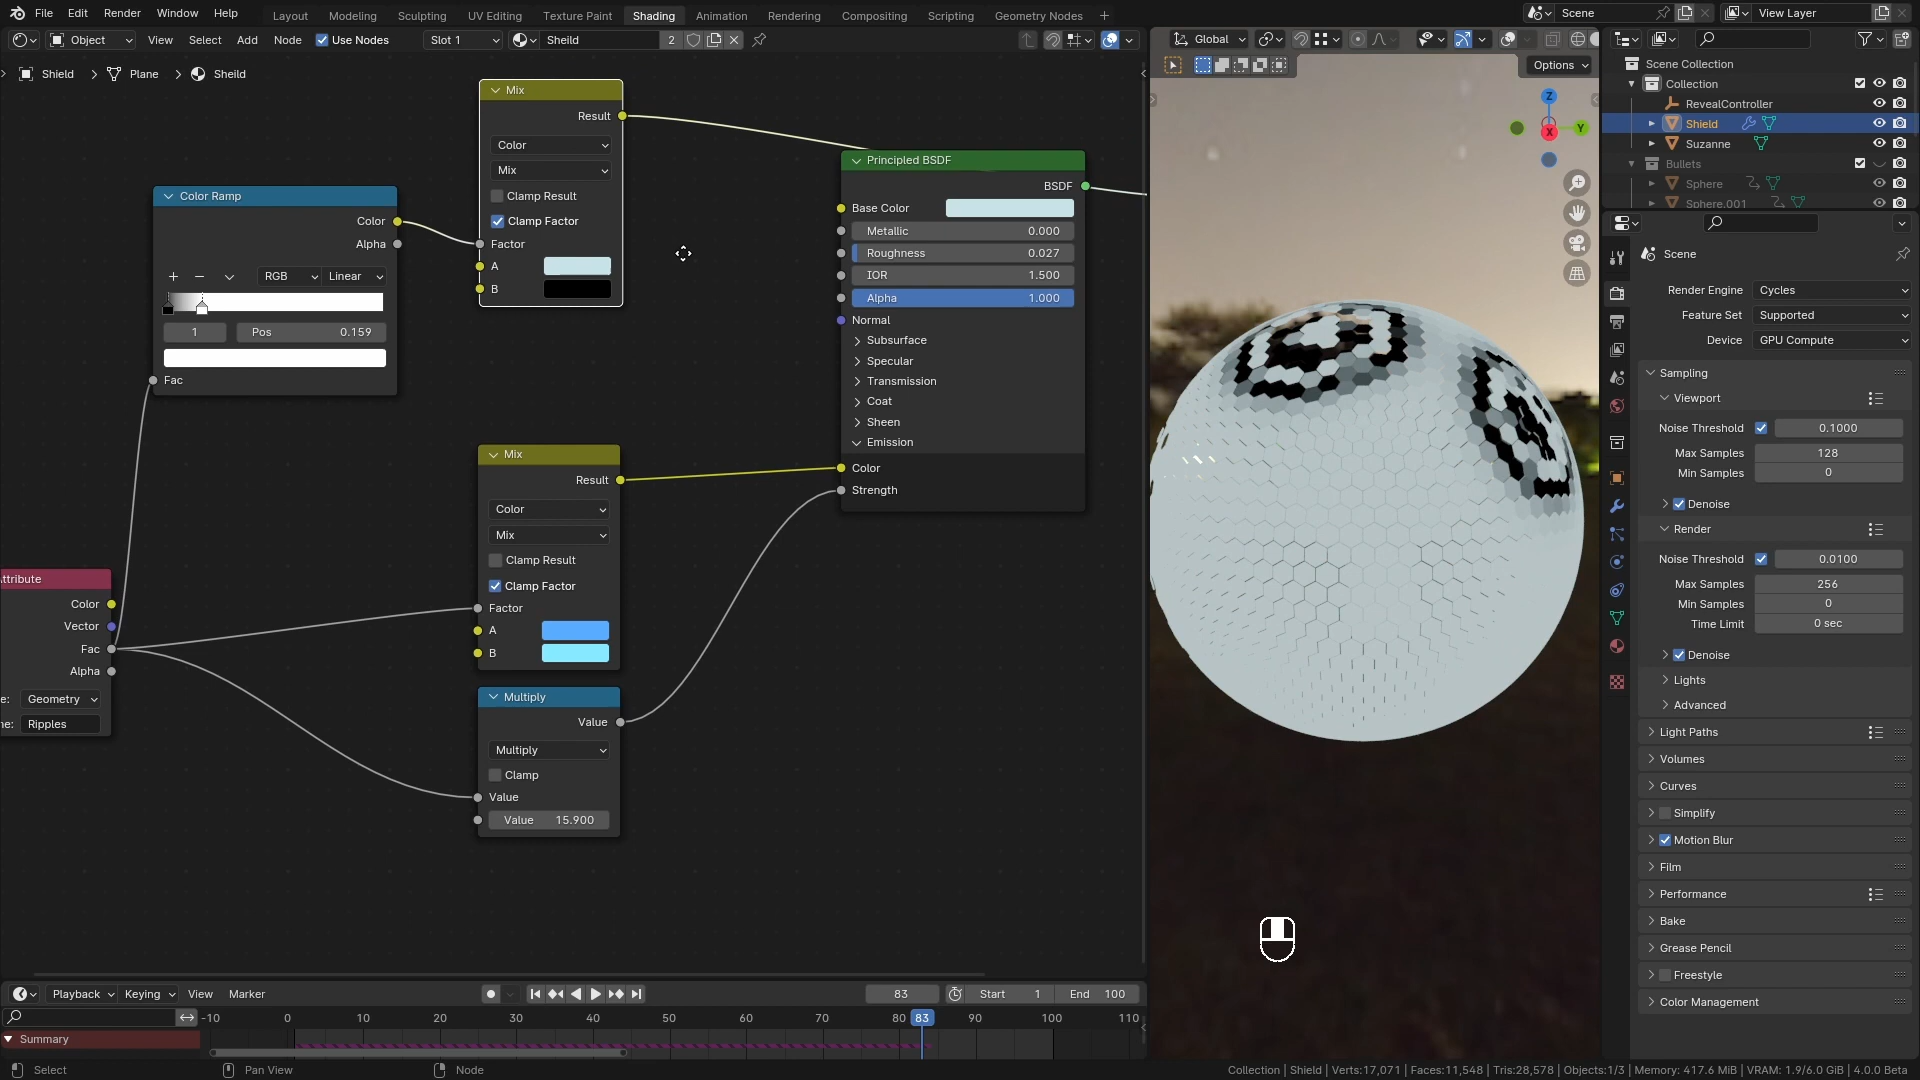 File Edit Render Window Help Layout Modeling Sculpting UV Editing Texture Paint Shading Animation Rendering Compositing Scripting Geometry Nodes + Scene View Layer
Object View Select Add Node Use Nodes Slot 1 Sheild 2 Global
Shield Plane Sheild
Options
Z
Y
X
Scene Collection
Collection
RevealController
Shield
Suzanne
Bullets
Sphere
Sphere.001
Scene
Render Engine Cycles
Feature Set Supported
Device GPU Compute
Sampling
Viewport
Noise Threshold 0.1000
Max Samples 128
Min Samples 0
Denoise
Render
Noise Threshold 0.0100
Max Samples 256
Min Samples 0
Time Limit 0 sec
Denoise
Lights
Advanced
Light Paths
Volumes
Curves
Simplify
Motion Blur
Film
Performance
Bake
Grease Pencil
Freestyle
Color Management
Mix
Result
Color
Mix
Clamp Result
Clamp Factor
Factor
A
B
Color Ramp
Color
Alpha
+ − RGB Linear
1 Pos 0.159
Fac
Principled BSDF
BSDF
Base Color
Metallic 0.000
Roughness 0.027
IOR 1.500
Alpha 1.000
Normal
Subsurface
Specular
Transmission
Coat
Sheen
Emission
Color
Strength
Mix
Result
Color
Mix
Clamp Result
Clamp Factor
Factor
A
B
Multiply
Value
Multiply
Clamp
Value
Value 15.900
ttribute
Color
Vector
Fac
Alpha
e: Geometry
ne: Ripples
Playback Keying View Marker 83 Start 1 End 100
-10 0 10 20 30 40 50 60 70 80 83 90 100 110
Summary
Select Pan View Node Collection | Shield | Verts:17,071 | Faces:11,548 | Tris:28,578 | Objects:1/3 | Memory: 417.6 MiB | VRAM: 1.9/6.0 GiB | 4.0.0 Beta